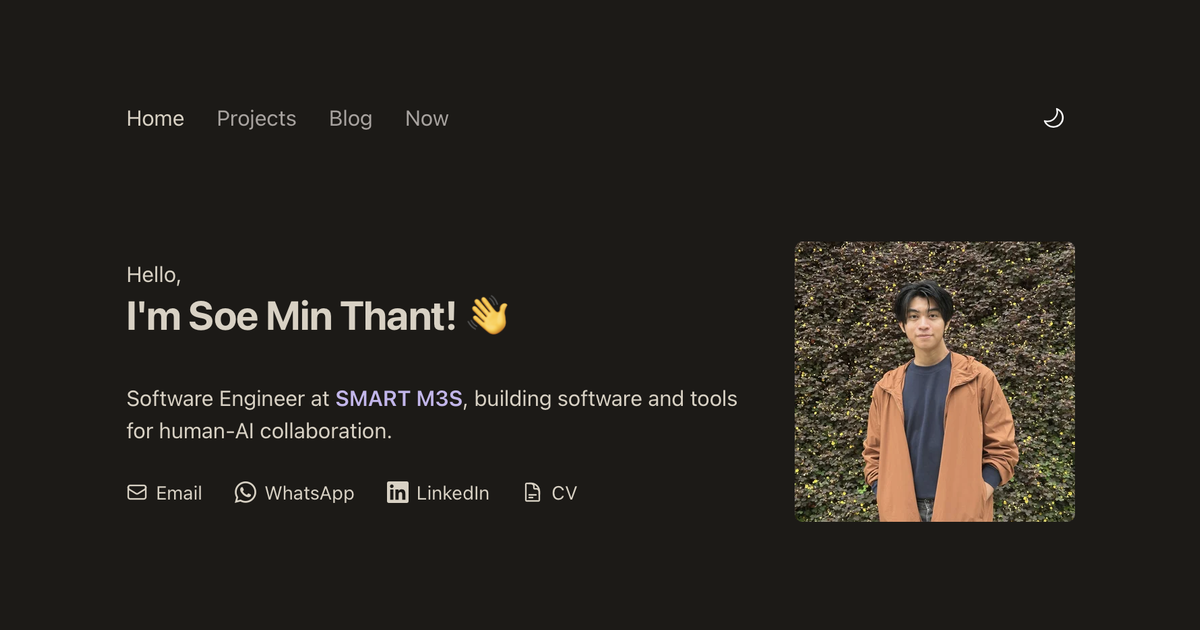 Home Projects Blog Now
Hello,
I'm Soe Min Thant! 👋
Software Engineer at SMART M3S, building software and tools
for human-AI collaboration.
Email WhatsApp LinkedIn CV